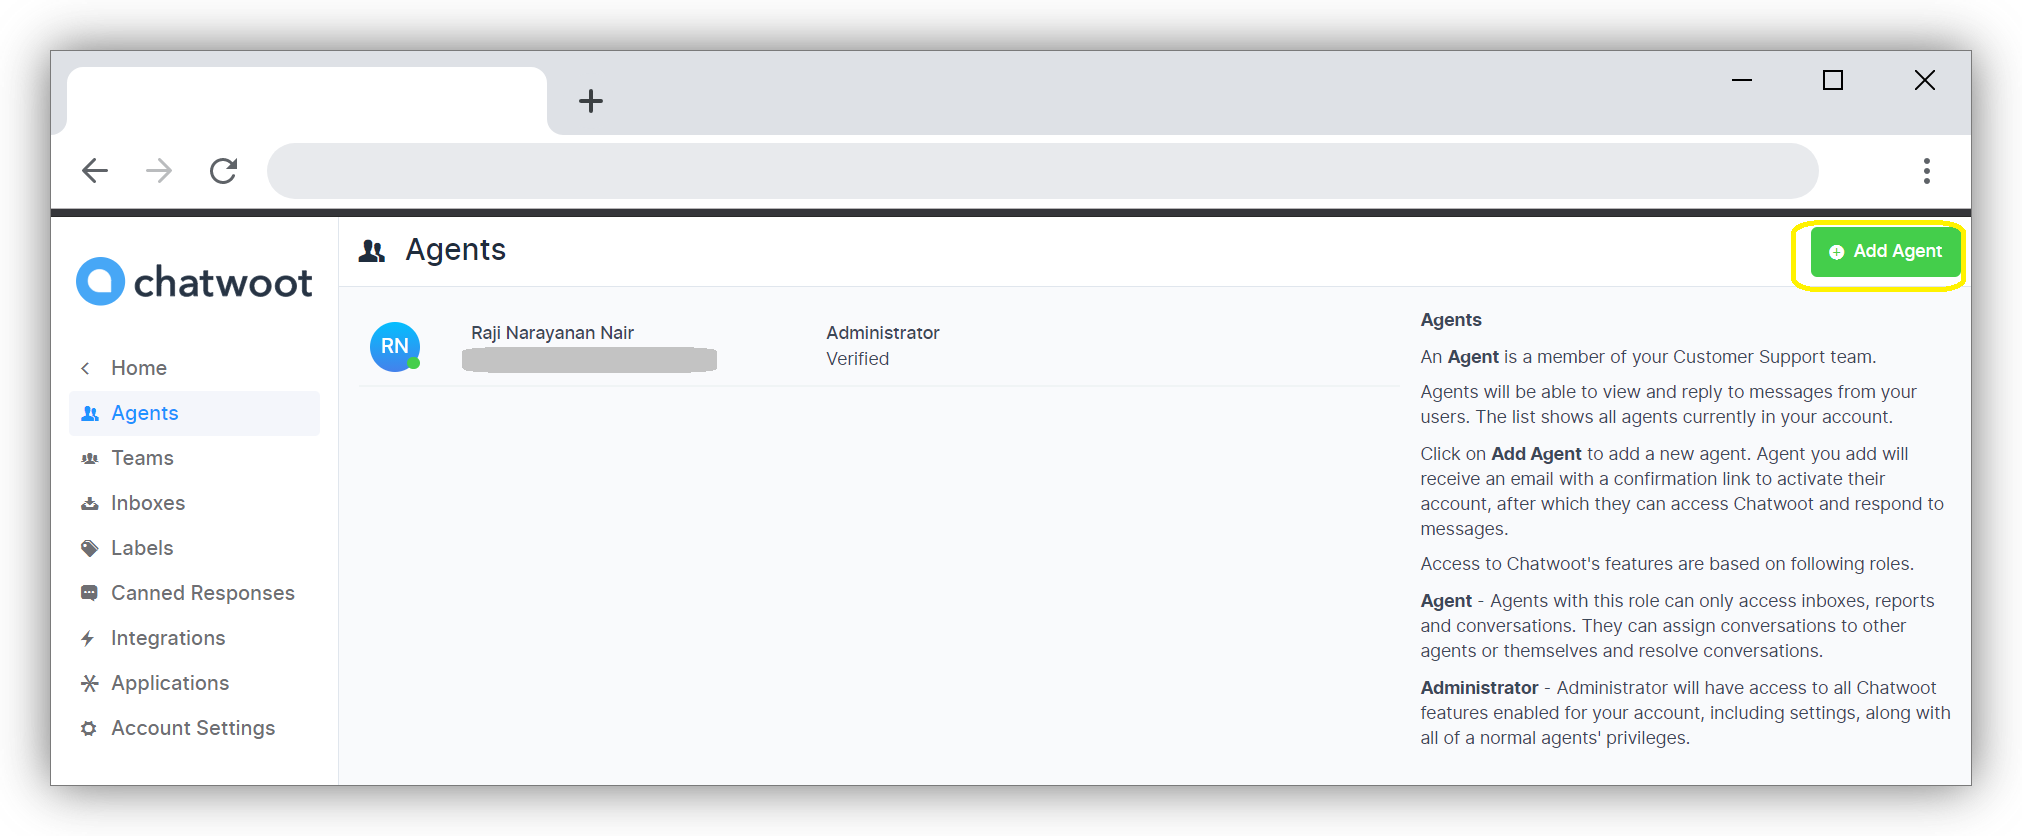 Agents
Add Agent
chatwoot
Home
Agents
Teams
Inboxes
Labels
Canned Responses
Integrations
Applications
Account Settings
RN
Raji Narayanan Nair
Administrator
Verified
Agents
An Agent is a member of your Customer Support team.
Agents will be able to view and reply to messages from your
users. The list shows all agents currently in your account.
Click on Add Agent to add a new agent. Agent you add will
receive an email with a confirmation link to activate their
account, after which they can access Chatwoot and respond to
messages.
Access to Chatwoot's features are based on following roles.
Agent - Agents with this role can only access inboxes, reports
and conversations. They can assign conversations to other
agents or themselves and resolve conversations.
Administrator - Administrator will have access to all Chatwoot
features enabled for your account, including settings, along with
all of a normal agents' privileges.